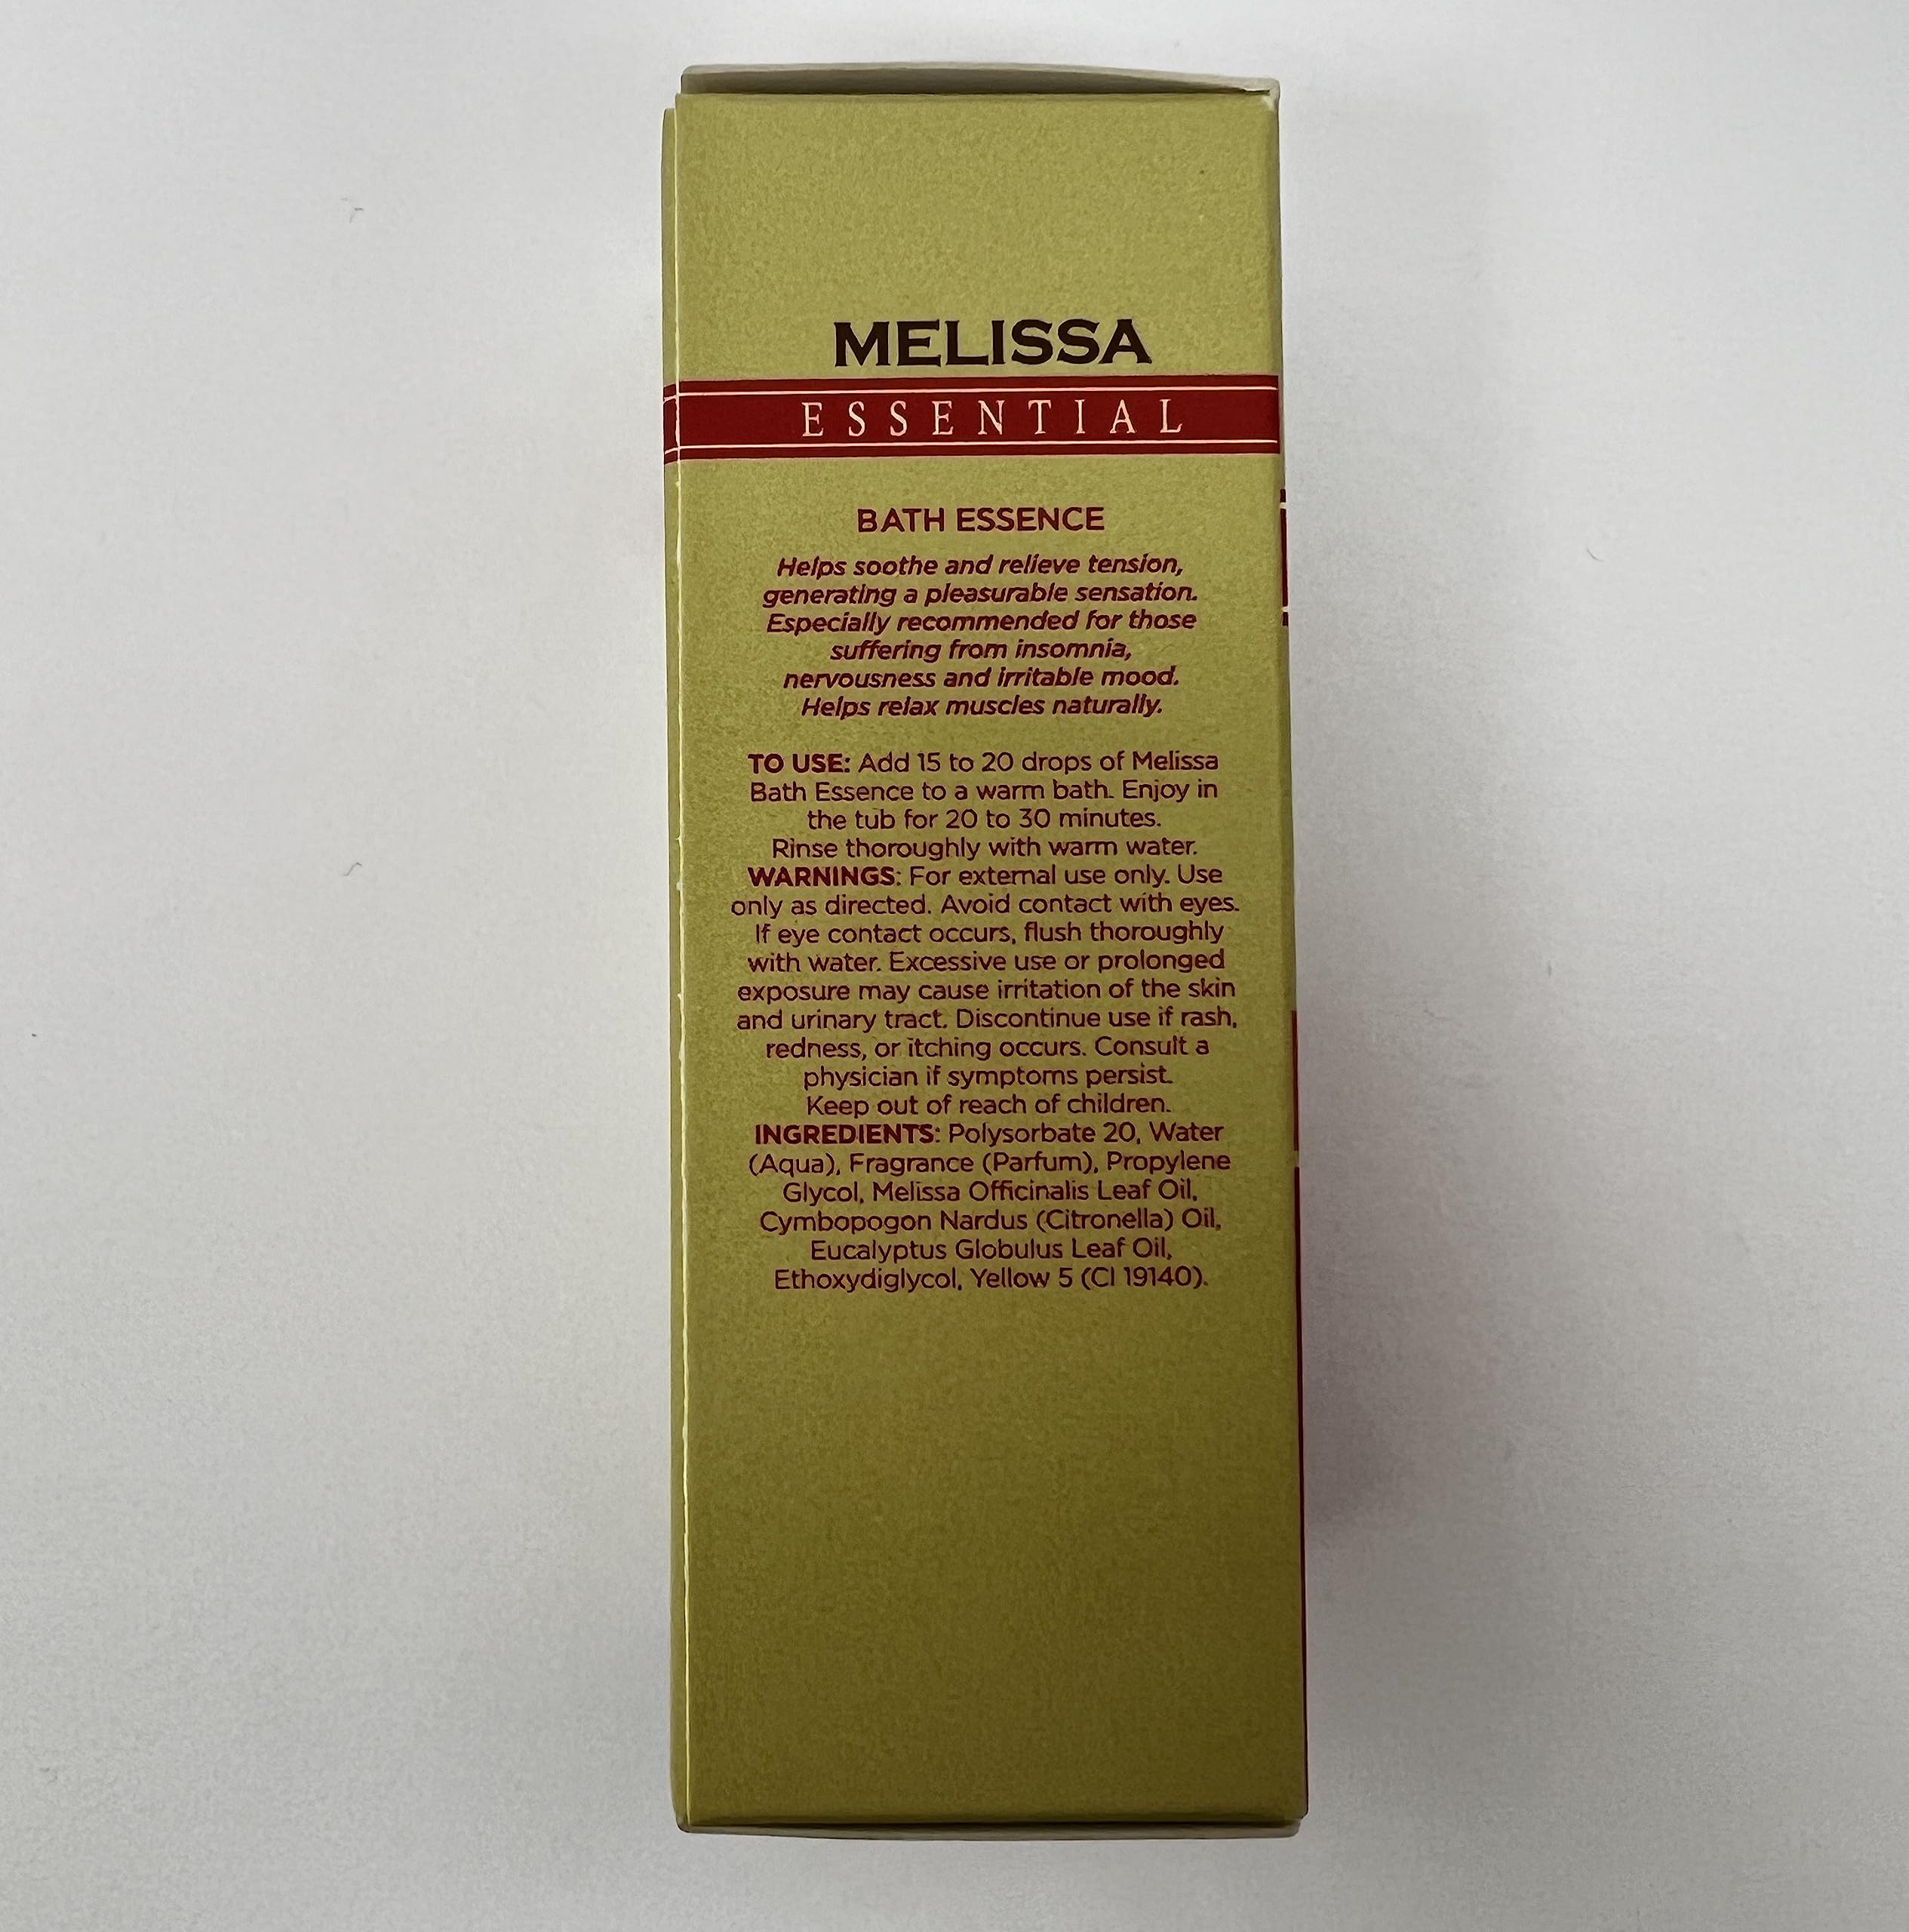 MELISSA
ESSENTIAL
BATH ESSENCE
Helps soothe and relieve tension,
generating a pleasurable sensation.
Especially recommended for those
suffering from insomnia,
nervousness and irritable mood.
Helps relax muscles naturally.
TO USE: Add 15 to 20 drops of Melissa
Bath Essence to a warm bath. Enjoy in
the tub for 20 to 30 minutes.
Rinse thoroughly with warm water.
WARNINGS: For external use only. Use
only as directed. Avoid contact with eyes.
If eye contact occurs, flush thoroughly
with water. Excessive use or prolonged
exposure may cause irritation of the skin
and urinary tract. Discontinue use if rash,
redness, or itching occurs. Consult a
physician if symptoms persist.
Keep out of reach of children.
INGREDIENTS: Polysorbate 20, Water
(Aqua), Fragrance (Parfum), Propylene
Glycol, Melissa Officinalis Leaf Oil,
Cymbopogon Nardus (Citronella) Oil,
Eucalyptus Globulus Leaf Oil,
Ethoxydiglycol, Yellow 5 (CI 19140).